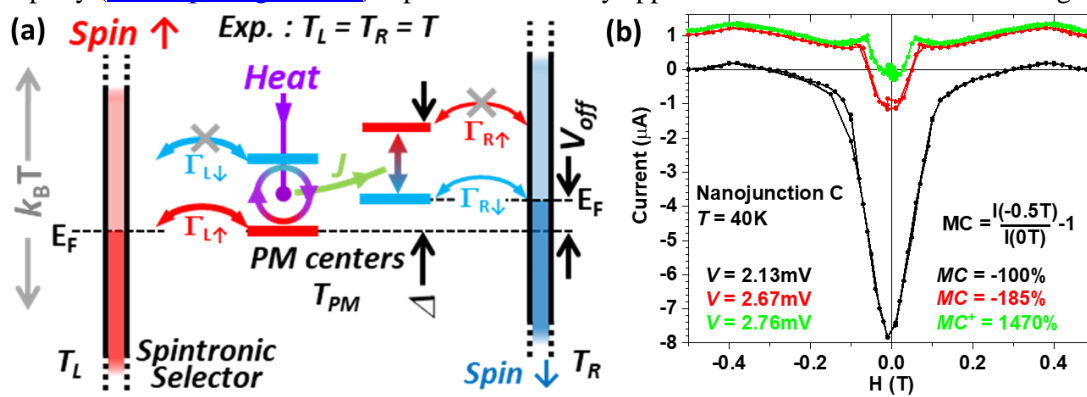 (a)
Spin ↑
Exp. : T_L = T_R = T
Heat
k_BT
Γ_L↓
Γ_R↑
V_off
J
Γ_L↑
Γ_R↓
E_F
E_F
PM centers
T_PM
Δ
T_L
Spintronic
Selector
Spin ↓
T_R
(b)
Current (μA)
1
0
-1
-2
-3
-4
-5
-6
-7
-8
Nanojunction C
T = 40K
MC = I(-0.5T)/I(0T) -1
V = 2.13mV
MC = -100%
V = 2.67mV
MC = -185%
V = 2.76mV
MC⁺ = 1470%
-0.4 -0.2 0.0 0.2 0.4
H (T)